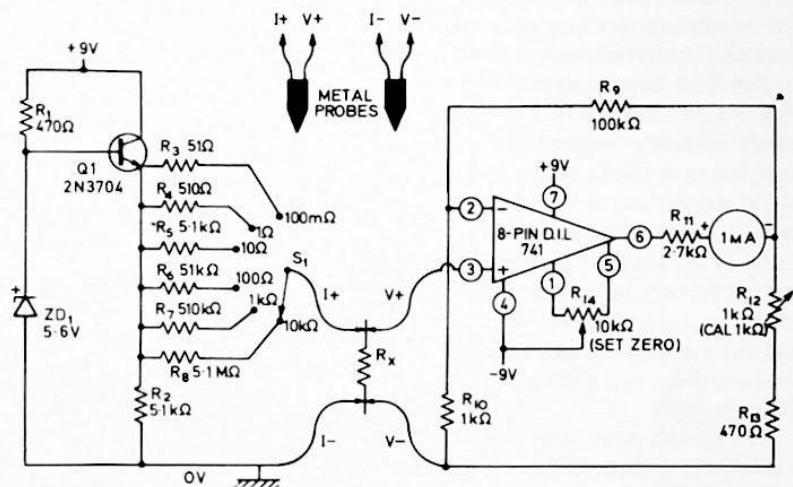 I+ V+ I- V-
METAL PROBES
+9V
R1 470Ω
Q1 2N3704
R3 51Ω
R4 510Ω
R5 5.1kΩ
R6 51kΩ
R7 510kΩ
R8 5.1MΩ
100mΩ
1Ω
10Ω
100Ω
1kΩ
10kΩ
S1
ZD1 5·6V
R2 5.1kΩ
0V
I+
V+
RX
I-
V-
R9 100kΩ
+9V
7
2 -
8-PIN D.I.L
741
3 +
6
4
1
5
R11 2·7kΩ
+ 1MA -
R14 10kΩ
(SET ZERO)
-9V
R12 1kΩ (CAL 1kΩ)
R10 1kΩ
R13 470Ω